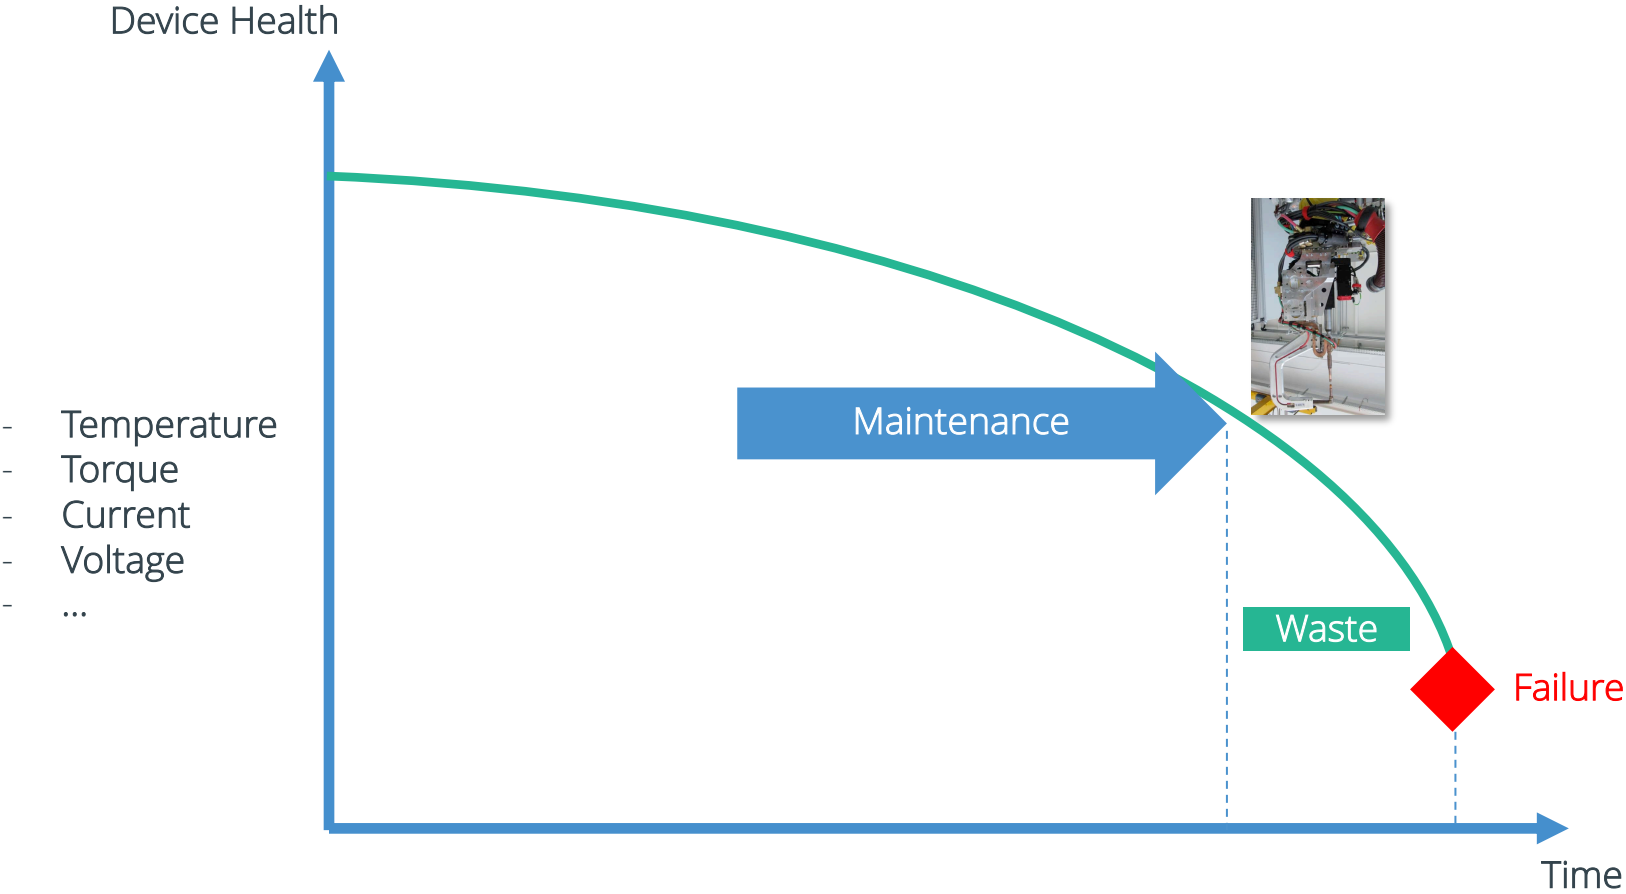 Device Health
Maintenance
- Temperature
- Torque
- Current
- Voltage
- ...
Waste
Failure
Time